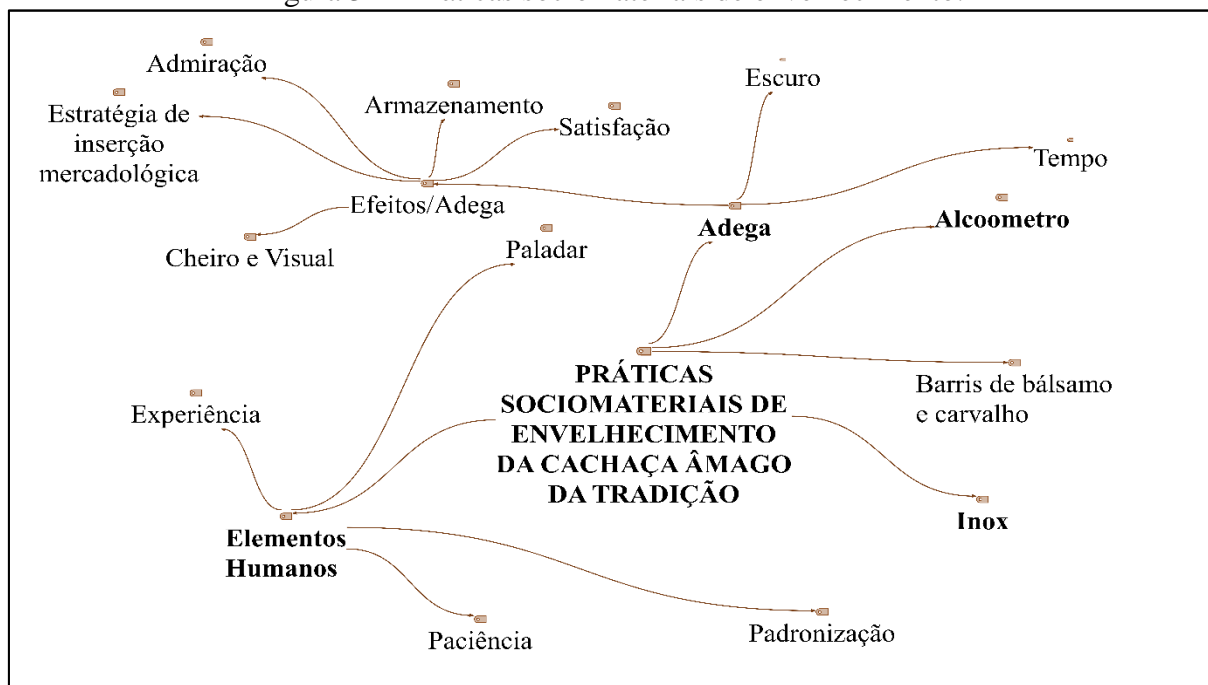 Admiração
Escuro
Armazenamento
Estratégia de
inserção
mercadológica
Satisfação
Tempo
Efeitos/Adega
Adega
Alcoometro
Cheiro e Visual
Paladar
PRÁTICAS
SOCIOMATERIAIS DE
ENVELHECIMENTO
DA CACHAÇA ÂMAGO
DA TRADIÇÃO
Barris de bálsamo
e carvalho
Experiência
Inox
Elementos
Humanos
Paciência
Padronização